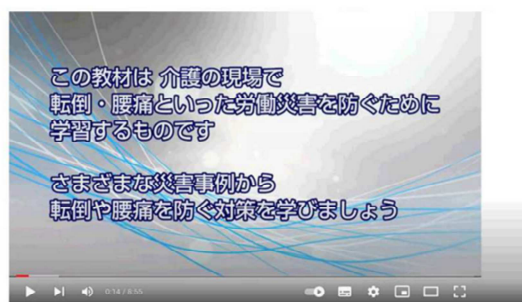 この教材は 介護の現場で
転倒・腰痛といった労働災害を防ぐために
学習するものです
さまざまな災害事例から
転倒や腰痛を防ぐ対策を学びましょう
0:14 / 8:55